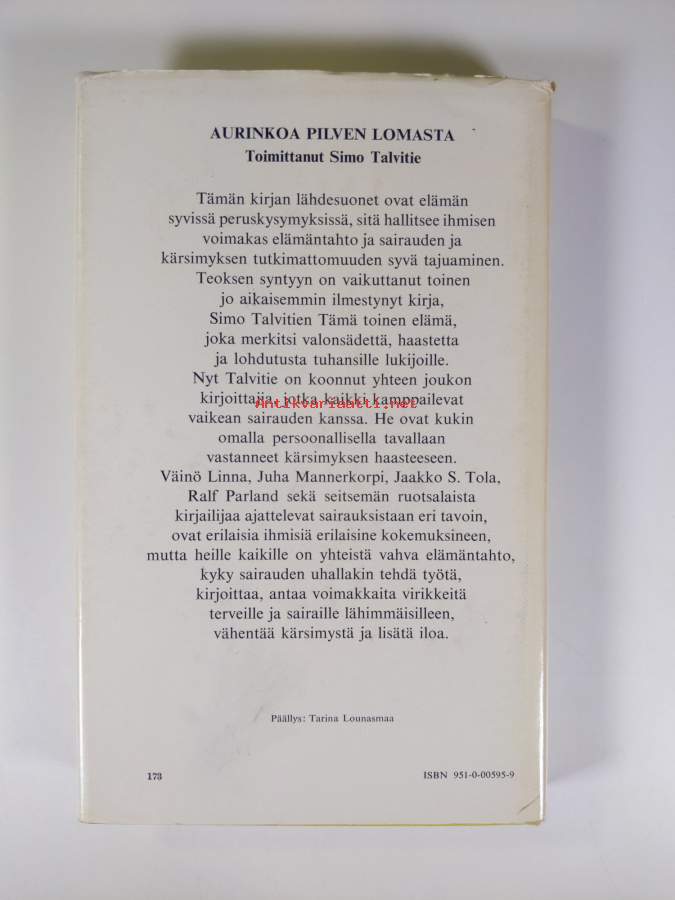 AURINKOA PILVEN LOMASTA
Toimittanut Simo Talvitie
Tämän kirjan lähdesuonet ovat elämän
syvissä peruskysymyksissä, sitä hallitsee ihmisen
voimakas elämäntahto ja sairauden ja
kärsimyksen tutkimattomuuden syvä tajuaminen.
Teoksen syntyyn on vaikuttanut toinen
jo aikaisemmin ilmestynyt kirja,
Simo Talvitien Tämä toinen elämä,
joka merkitsi valonsädettä, haastetta
ja lohdutusta tuhansille lukijoille.
Nyt Talvitie on koonnut yhteen joukon
kirjoittajia, jotka kaikki kamppailevat
Antikvariaatti.net
vaikean sairauden kanssa. He ovat kukin
omalla persoonallisella tavallaan
vastanneet kärsimyksen haasteeseen.
Väinö Linna, Juha Mannerkorpi, Jaakko S. Tola,
Ralf Parland sekä seitsemän ruotsalaista
kirjailijaa ajattelevat sairauksistaan eri tavoin,
ovat erilaisia ihmisiä erilaisine kokemuksineen,
mutta heille kaikille on yhteistä vahva elämäntahto,
kyky sairauden uhallakin tehdä työtä,
kirjoittaa, antaa voimakkaita virikkeitä
terveille ja sairaille lähimmäisilleen,
vähentää kärsimystä ja lisätä iloa.
Päällys: Tarina Lounasmaa
173
ISBN 951-0-00595-9